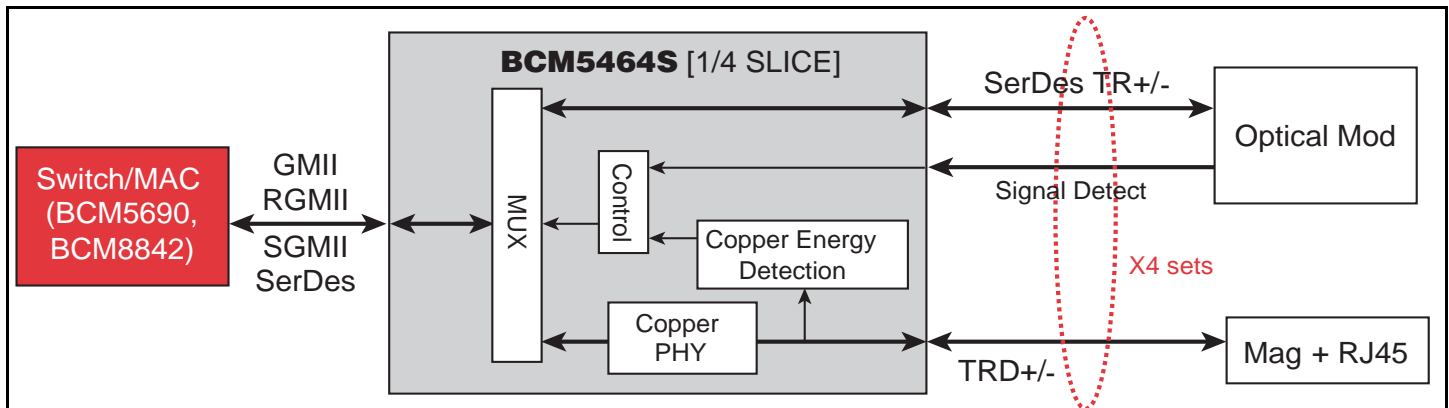 BCM5464S [1/4 SLICE]
SerDes TR+/-
Optical Mod
Switch/MAC
(BCM5690,
BCM8842)
GMII
RGMII
SGMII
SerDes
MUX
Control
Signal Detect
Copper Energy
Detection
X4 sets
Copper
PHY
TRD+/-
Mag + RJ45